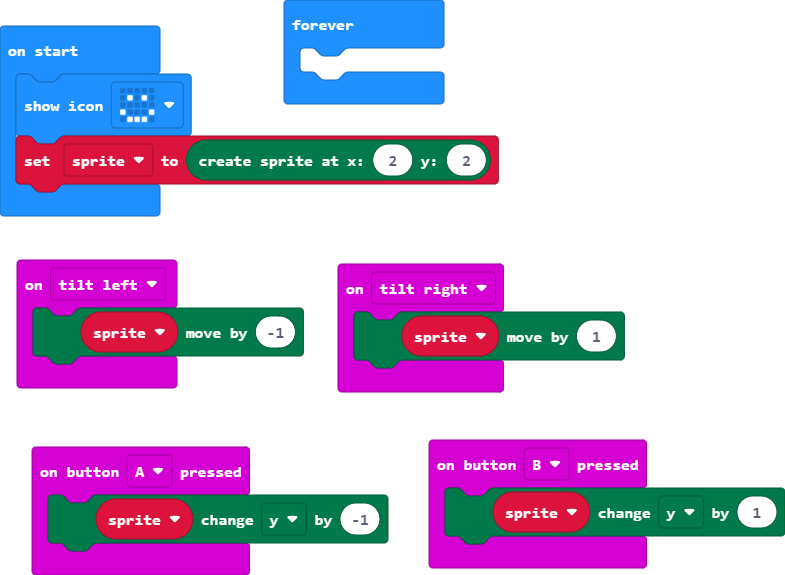 forever
on start
show icon
set sprite to create sprite at x: 2 y: 2
on tilt left
sprite move by -1
on tilt right
sprite move by 1
on button A pressed
sprite change y by -1
on button B pressed
sprite change y by 1